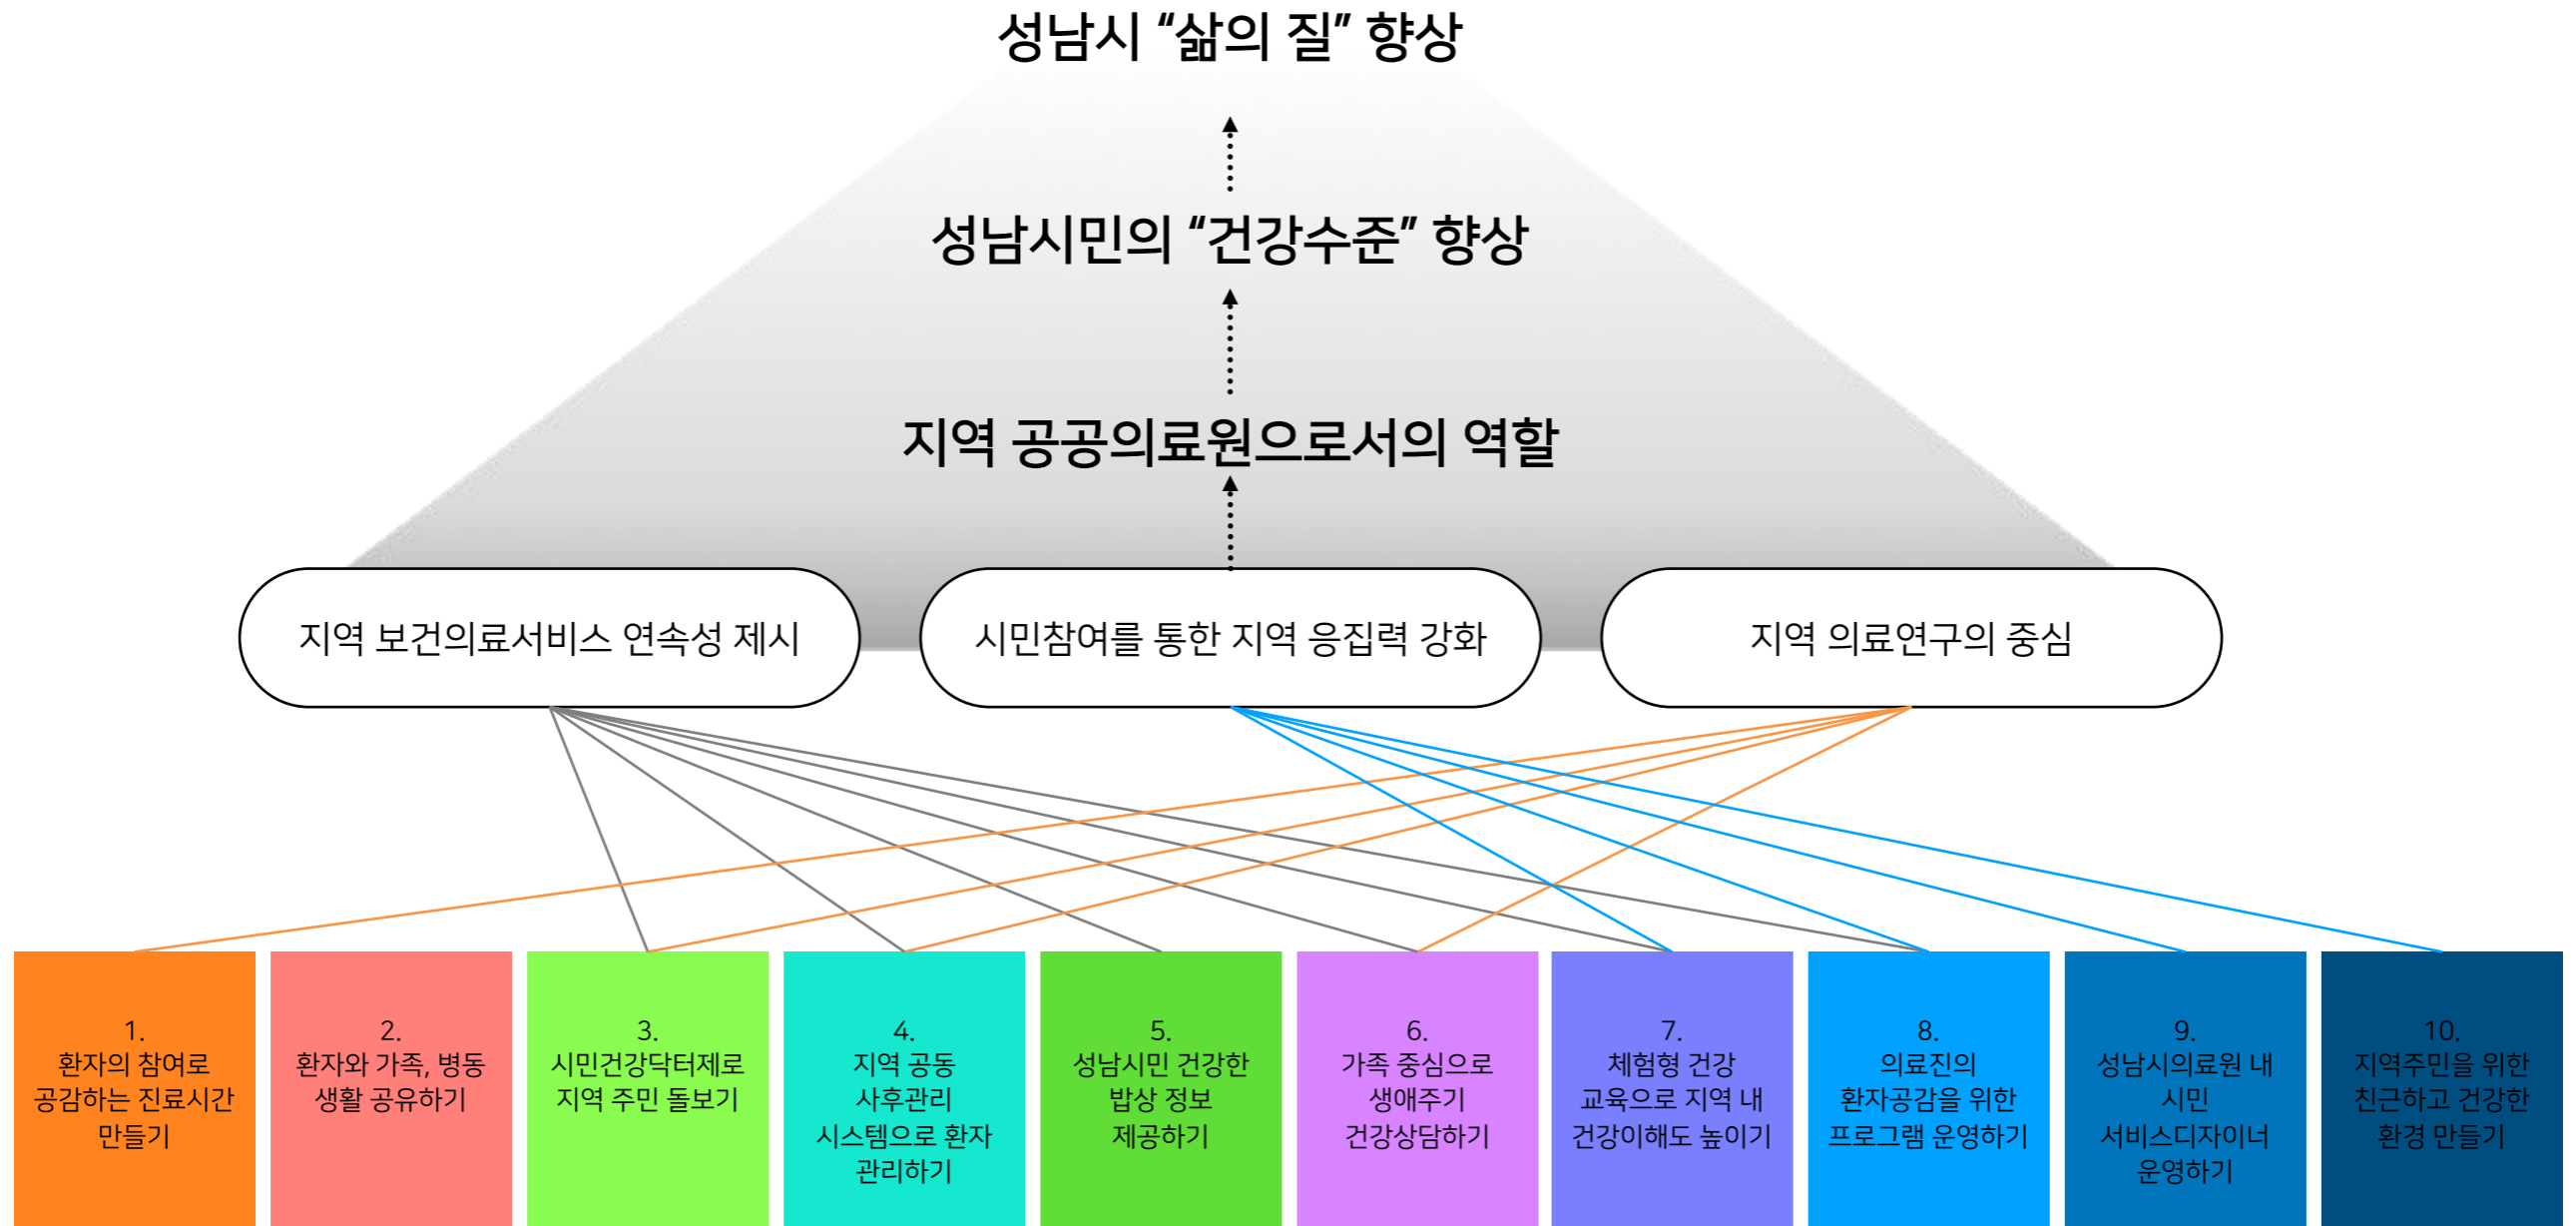 성남시 “삶의 질” 향상
성남시민의 “건강수준” 향상
지역 공공의료원으로서의 역할
지역 보건의료서비스 연속성 제시
시민참여를 통한 지역 응집력 강화
지역 의료연구의 중심
1.
환자의 참여로
공감하는 진료시간
만들기
2.
환자와 가족, 병동
생활 공유하기
3.
시민건강닥터제로
지역 주민 돌보기
4.
지역 공동
사후관리
시스템으로 환자
관리하기
5.
성남시민 건강한
밥상 정보
제공하기
6.
가족 중심으로
생애주기
건강상담하기
7.
체험형 건강
교육으로 지역 내
건강이해도 높이기
8.
의료진의
환자공감을 위한
프로그램 운영하기
9.
성남시의료원 내
시민
서비스디자이너
운영하기
10.
지역주민을 위한
친근하고 건강한
환경 만들기